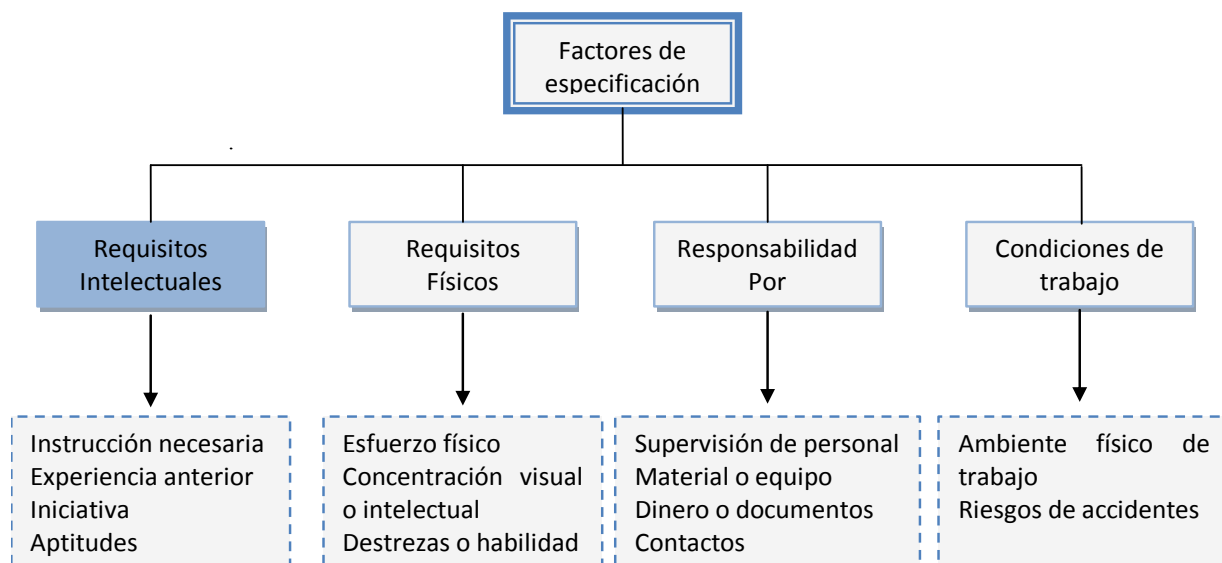 Factores de
especificación
Requisitos
Intelectuales
Requisitos
Físicos
Responsabilidad
Por
Condiciones de
trabajo
Instrucción necesaria
Experiencia anterior
Iniciativa
Aptitudes
Esfuerzo físico
Concentración visual
o intelectual
Destrezas o habilidad
Supervisión de personal
Material o equipo
Dinero o documentos
Contactos
Ambiente físico de
trabajo
Riesgos de accidentes